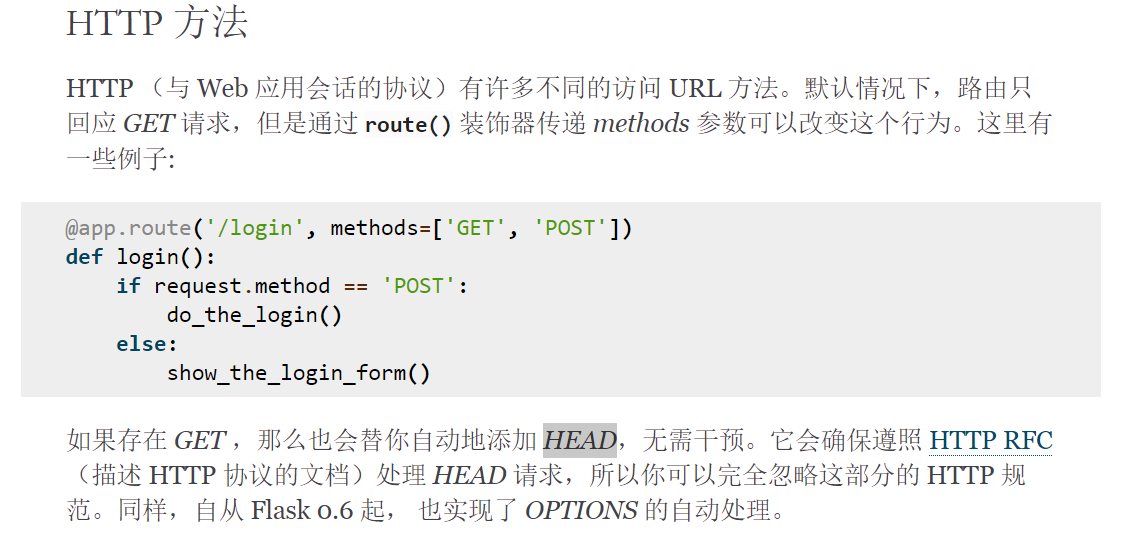 HTTP 方法
HTTP （与 Web 应用会话的协议）有许多不同的访问 URL 方法。默认情况下，路由只
回应 GET 请求，但是通过 route() 装饰器传递 methods 参数可以改变这个行为。这里有
一些例子:
@app.route('/login', methods=['GET', 'POST'])
def login():
    if request.method == 'POST':
        do_the_login()
    else:
        show_the_login_form()
如果存在 GET ，那么也会替你自动地添加 HEAD，无需干预。它会确保遵照 HTTP RFC
（描述 HTTP 协议的文档）处理 HEAD 请求，所以你可以完全忽略这部分的 HTTP 规
范。同样，自从 Flask 0.6 起， 也实现了 OPTIONS 的自动处理。